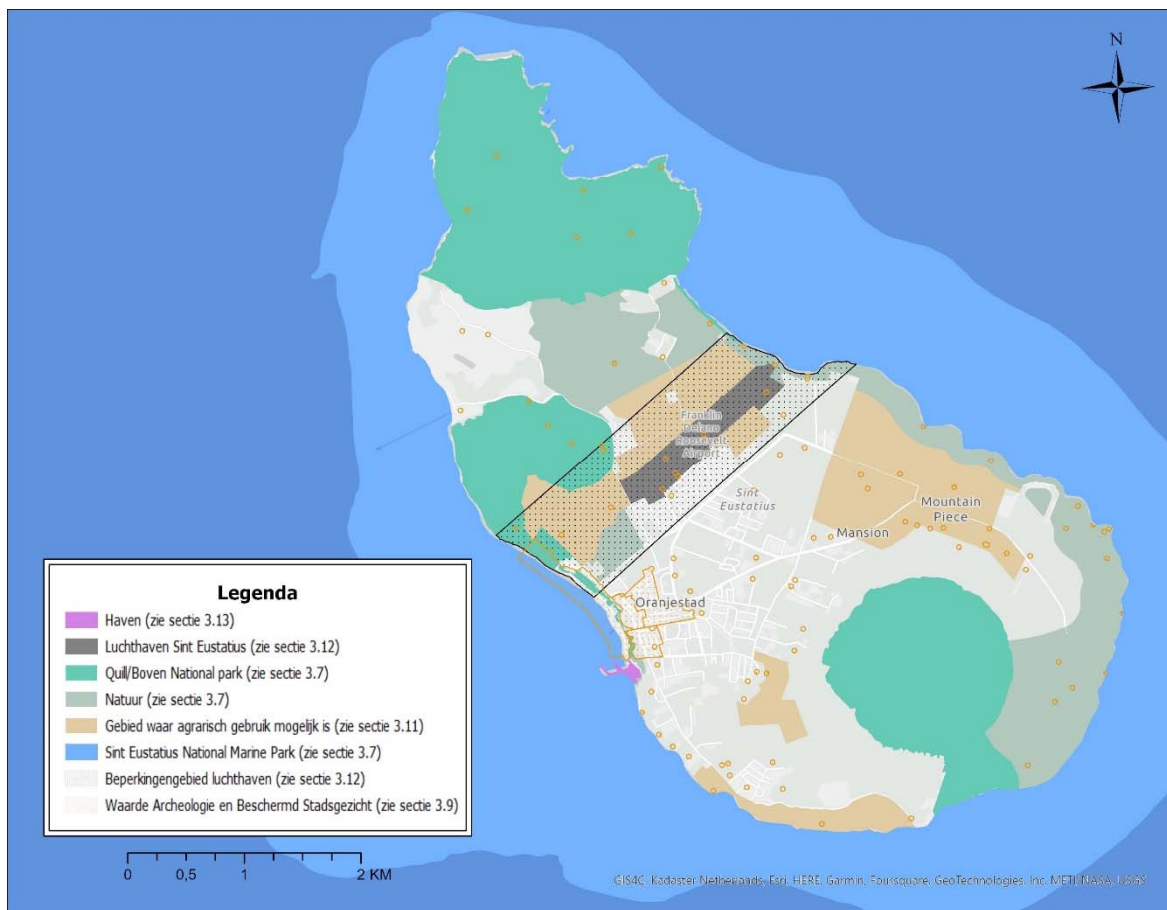 N
Franklin
Delano
Roosevelt
Airport
Sint
Eustatius
Mountain
Piece
Mansion
Oranjestad
Legenda
Haven (zie sectie 3.13)
Luchthaven Sint Eustatius (zie sectie 3.12)
Quil/Boven National park (zie sectie 3.7)
Natuur (zie sectie 3.7)
Gebied waar agrarisch gebruik mogelijk is (zie sectie 3.11)
Sint Eustatius National Marine Park (zie sectie 3.7)
Beperkingengebied luchthaven (zie sectie 3.12)
Waarde Archeologie en Beschermd Stadsgezicht (zie sectie 3.9)
0 0,5 1 2 KM
GIS4C, Kadaster Netherlands, Esri, HERE, Garmin, Foursquare, GeoTechnologies, Inc, METI/NASA, USGS